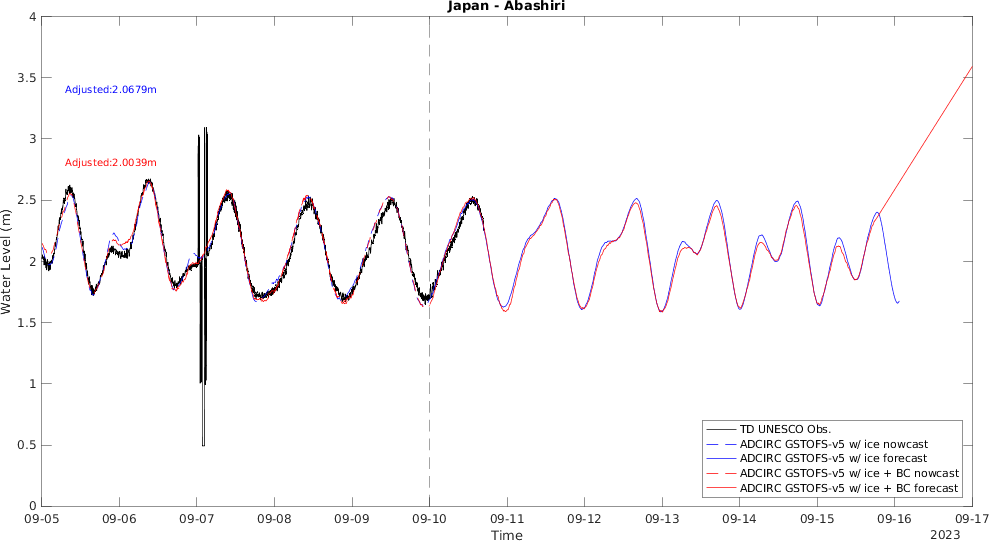 Japan - Abashiri
4
3.5
3
2.5
2
1.5
1
0.5
0
Water Level (m)
Adjusted:2.0679m
Adjusted:2.0039m
TD UNESCO Obs.
ADCIRC GSTOFS-v5 w/ ice nowcast
ADCIRC GSTOFS-v5 w/ ice forecast
ADCIRC GSTOFS-v5 w/ ice + BC nowcast
ADCIRC GSTOFS-v5 w/ ice + BC forecast
09-05 09-06 09-07 09-08 09-09 09-10 09-11 09-12 09-13 09-14 09-15 09-16 09-17
Time
2023